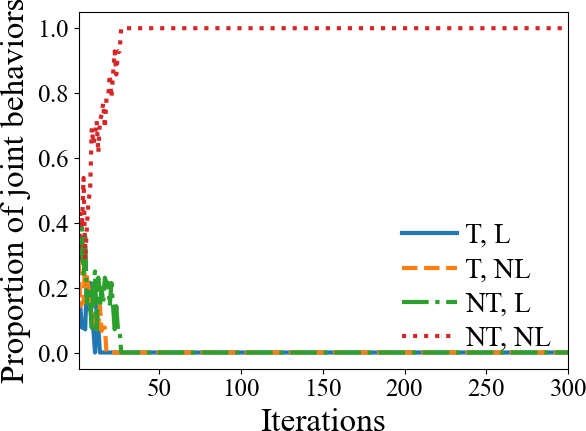 Proportion of joint behaviors
1.0
0.8
0.6
0.4
0.2
0.0
T, L
T, NL
NT, L
NT, NL
50 100 150 200 250 300
Iterations